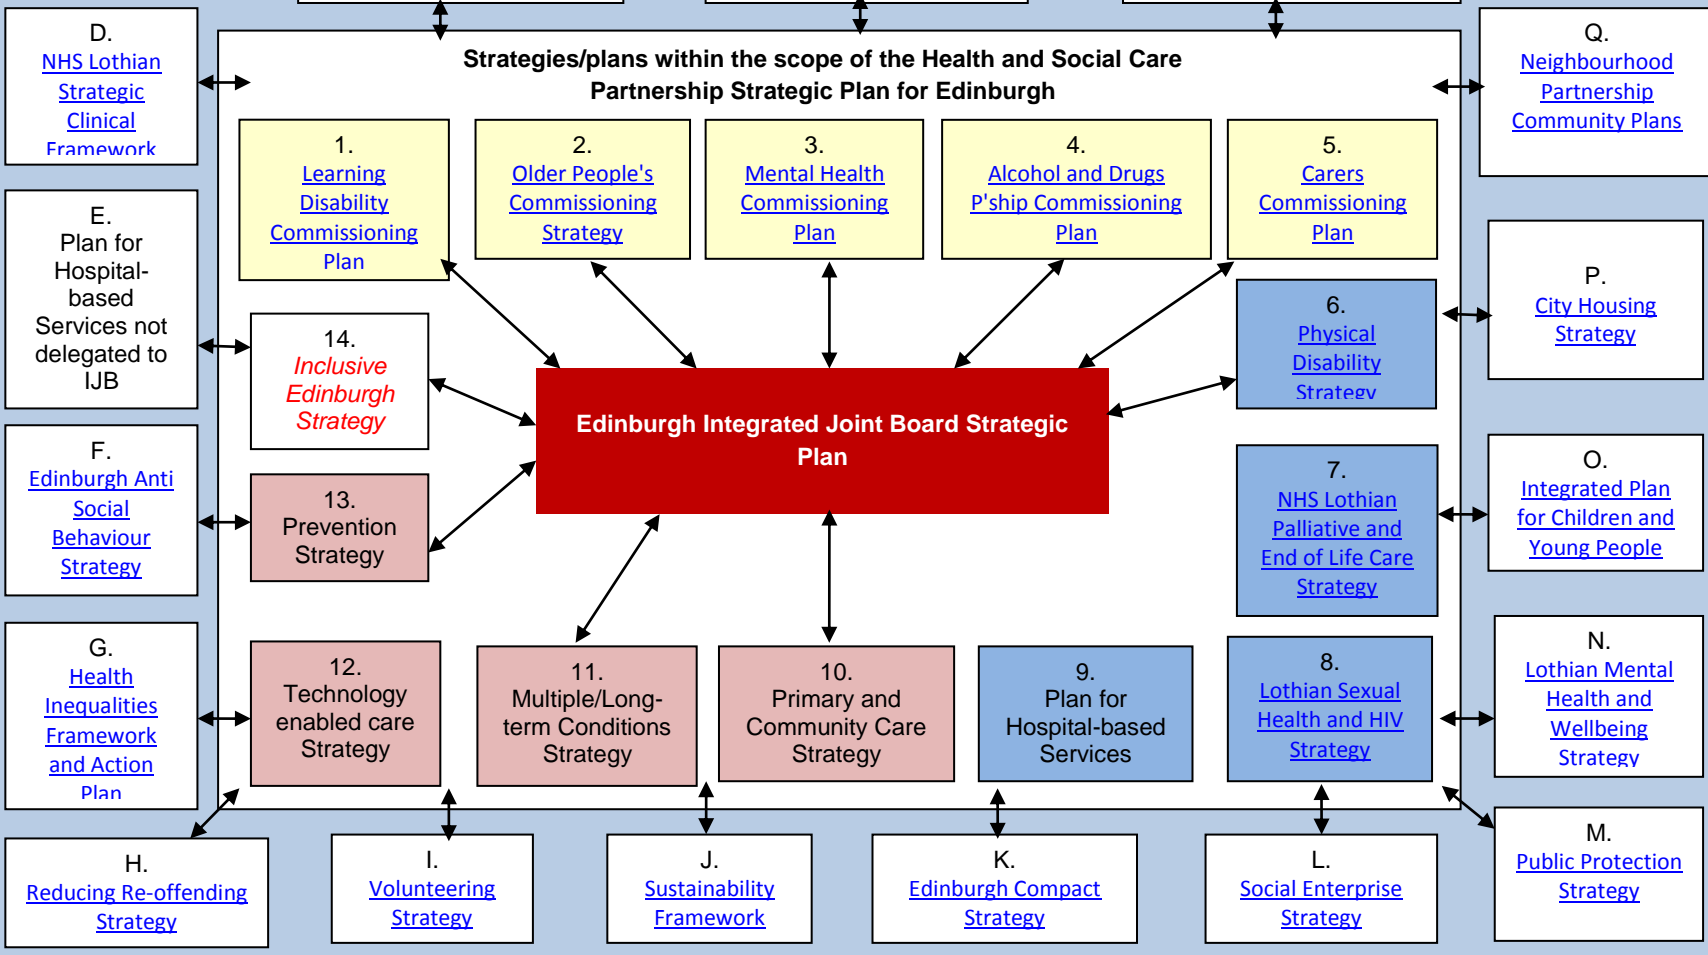 Strategies/plans within the scope of the Health and Social Care
Partnership Strategic Plan for Edinburgh
D.
NHS Lothian
Strategic
Clinical
Framework
E.
Plan for
Hospital-
based
Services not
delegated to
IJB
F.
Edinburgh Anti
Social
Behaviour
Strategy
G.
Health
Inequalities
Framework
and Action
Plan
H.
Reducing Re-offending
Strategy
I.
Volunteering
Strategy
J.
Sustainability
Framework
K.
Edinburgh Compact
Strategy
L.
Social Enterprise
Strategy
M.
Public Protection
Strategy
N.
Lothian Mental
Health and
Wellbeing
Strategy
O.
Integrated Plan
for Children and
Young People
P.
City Housing
Strategy
Q.
Neighbourhood
Partnership
Community Plans
1.
Learning
Disability
Commissioning
Plan
2.
Older People's
Commissioning
Strategy
3.
Mental Health
Commissioning
Plan
4.
Alcohol and Drugs
P'ship Commissioning
Plan
5.
Carers
Commissioning
Plan
6.
Physical
Disability
Strategy
7.
NHS Lothian
Palliative and
End of Life Care
Strategy
8.
Lothian Sexual
Health and HIV
Strategy
9.
Plan for
Hospital-based
Services
10.
Primary and
Community Care
Strategy
11.
Multiple/Long-
term Conditions
Strategy
12.
Technology
enabled care
Strategy
13.
Prevention
Strategy
14.
Inclusive
Edinburgh
Strategy
Edinburgh Integrated Joint Board Strategic
Plan